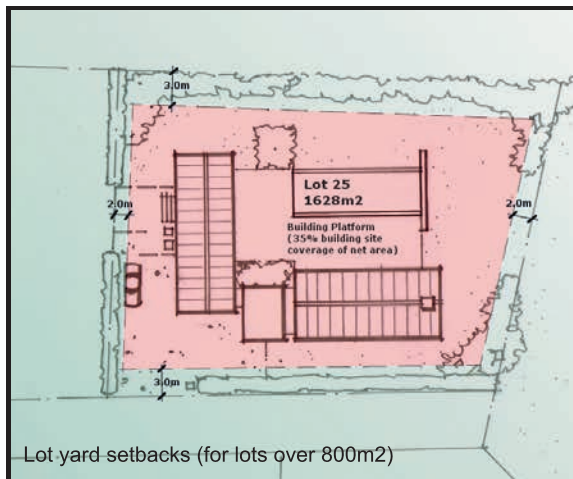 3.0m
Lot 25
1628m2
2.0m
2.0m
Building Platform
(35% building site
coverage of net area)
3.0m
Lot yard setbacks (for lots over 800m2)